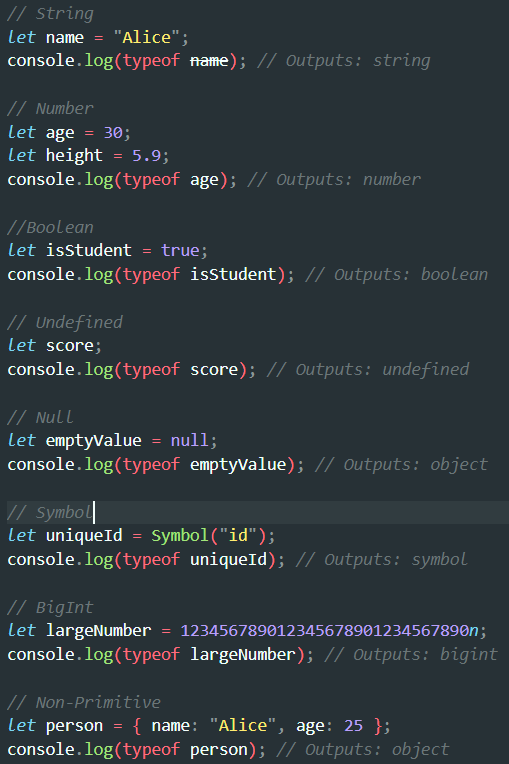 // String
let name = "Alice";
console.log(typeof name); // Outputs: string
// Number
let age = 30;
let height = 5.9;
console.log(typeof age); // Outputs: number
//Boolean
let isStudent = true;
console.log(typeof isStudent); // Outputs: boolean
// Undefined
let score;
console.log(typeof score); // Outputs: undefined
// Null
let emptyValue = null;
console.log(typeof emptyValue); // Outputs: object
// Symbol
let uniqueId = Symbol("id");
console.log(typeof uniqueId); // Outputs: symbol
// BigInt
let largeNumber = 123456789012345678901234567890n;
console.log(typeof largeNumber); // Outputs: bigint
// Non-Primitive
let person = { name: "Alice", age: 25 };
console.log(typeof person); // Outputs: object